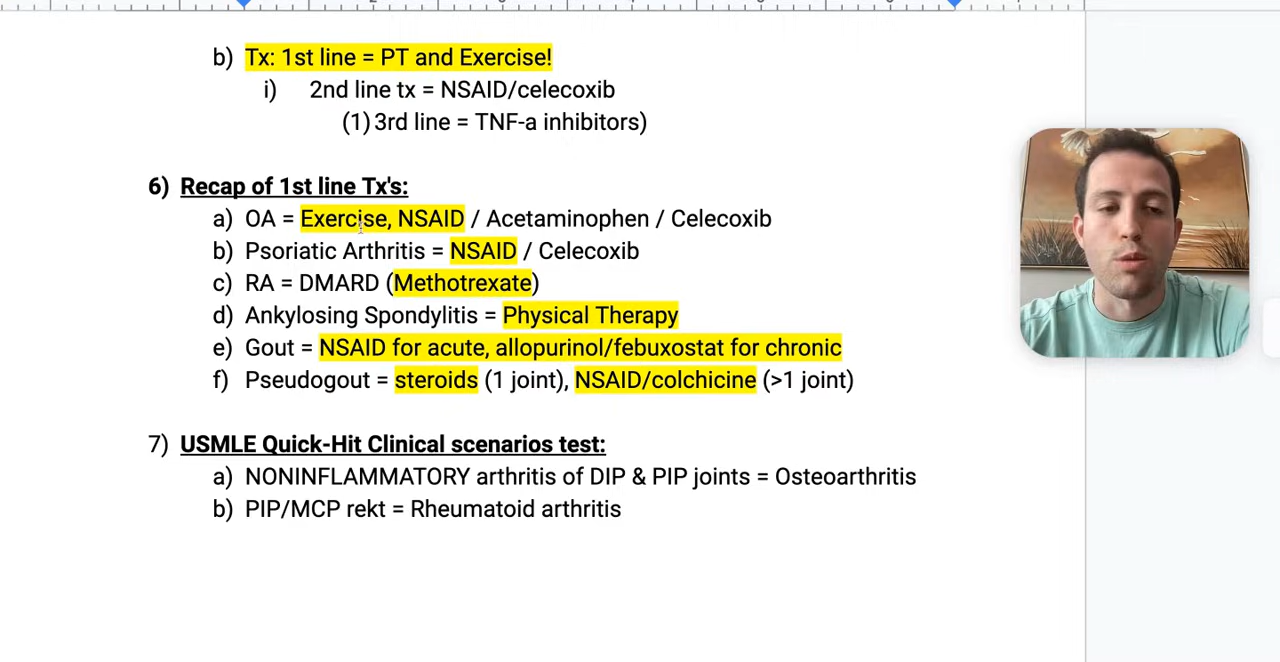 b) Tx: 1st line = PT and Exercise!
i) 2nd line tx = NSAID/celecoxib
(1) 3rd line = TNF-a inhibitors)
6) Recap of 1st line Tx's:
a) OA = Exercise, NSAID / Acetaminophen / Celecoxib
b) Psoriatic Arthritis = NSAID / Celecoxib
c) RA = DMARD (Methotrexate)
d) Ankylosing Spondylitis = Physical Therapy
e) Gout = NSAID for acute, allopurinol/febuxostat for chronic
f) Pseudogout = steroids (1 joint), NSAID/colchicine (>1 joint)
7) USMLE Quick-Hit Clinical scenarios test:
a) NONINFLAMMATORY arthritis of DIP & PIP joints = Osteoarthritis
b) PIP/MCP rekt = Rheumatoid arthritis